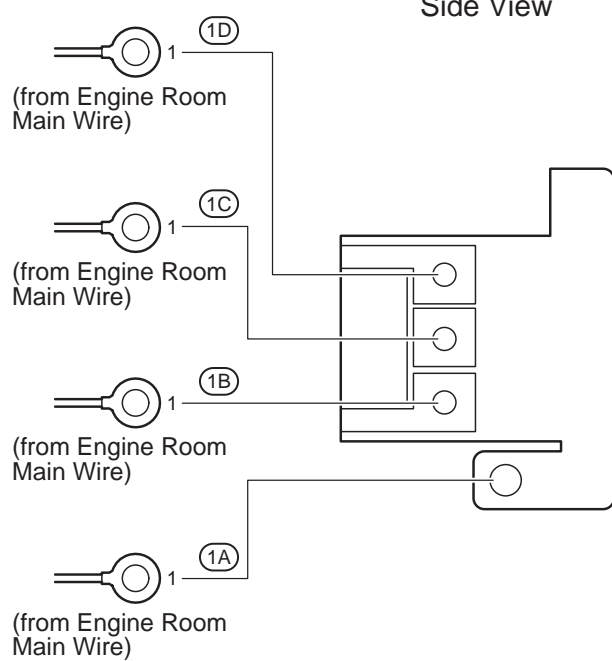 Side View
1D
1
(from Engine Room
Main Wire)
1C
1
(from Engine Room
Main Wire)
1B
1
(from Engine Room
Main Wire)
1A
1
(from Engine Room
Main Wire)